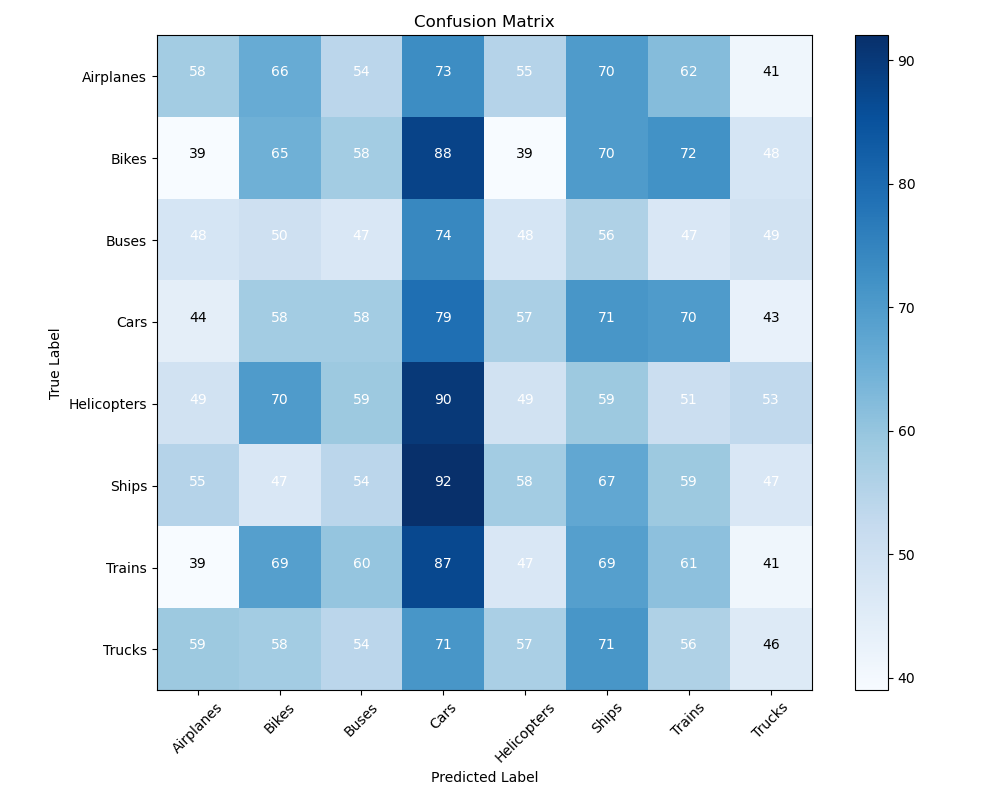 Confusion Matrix
Airplanes 58 66 54 73 55 70 62 41
Bikes 39 65 58 88 39 70 72 48
Buses 48 50 47 74 48 56 47 49
Cars 44 58 58 79 57 71 70 43
Helicopters 49 70 59 90 49 59 51 53
Ships 55 47 54 92 58 67 59 47
Trains 39 69 60 87 47 69 61 41
Trucks 59 58 54 71 57 71 56 46
True Label
Airplanes Bikes Buses Cars Helicopters Ships Trains Trucks
Predicted Label
90
80
70
60
50
40